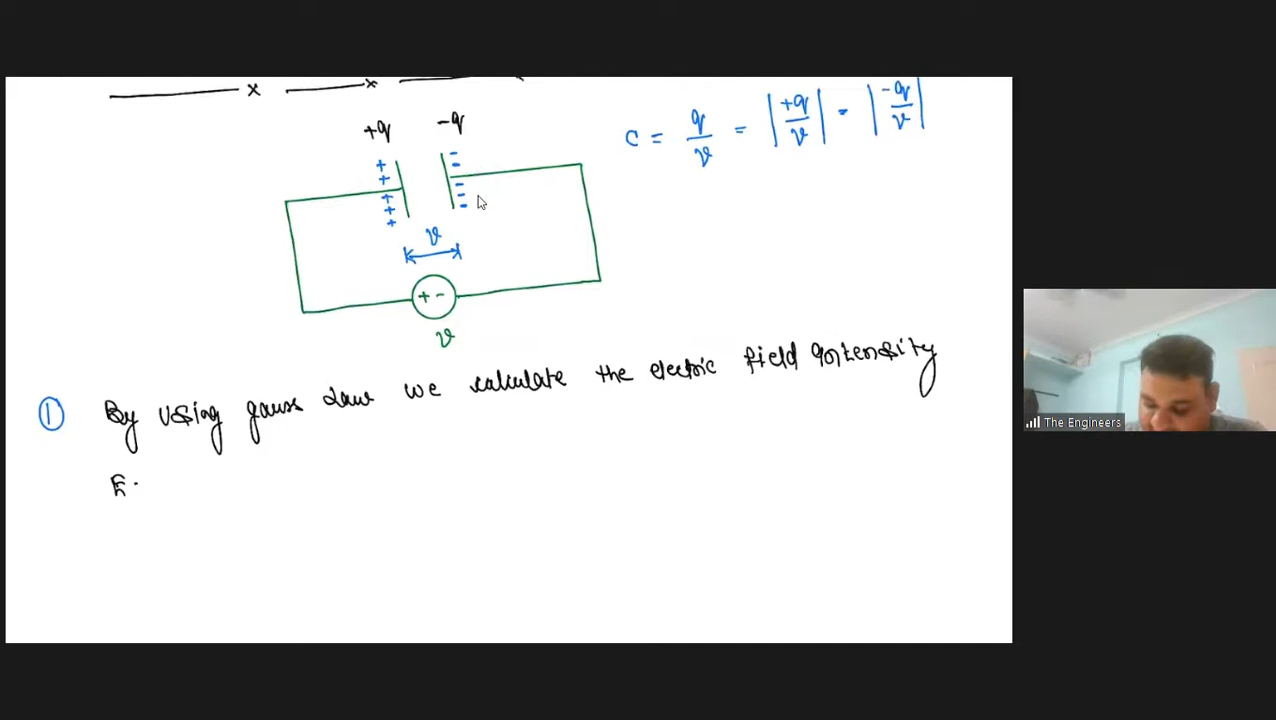 +q -q
C = q/v = |+q/v| = |-q/v|
v
+ -
v
① By using gauss law we calculate the electric field intensity
E.
The Engineers